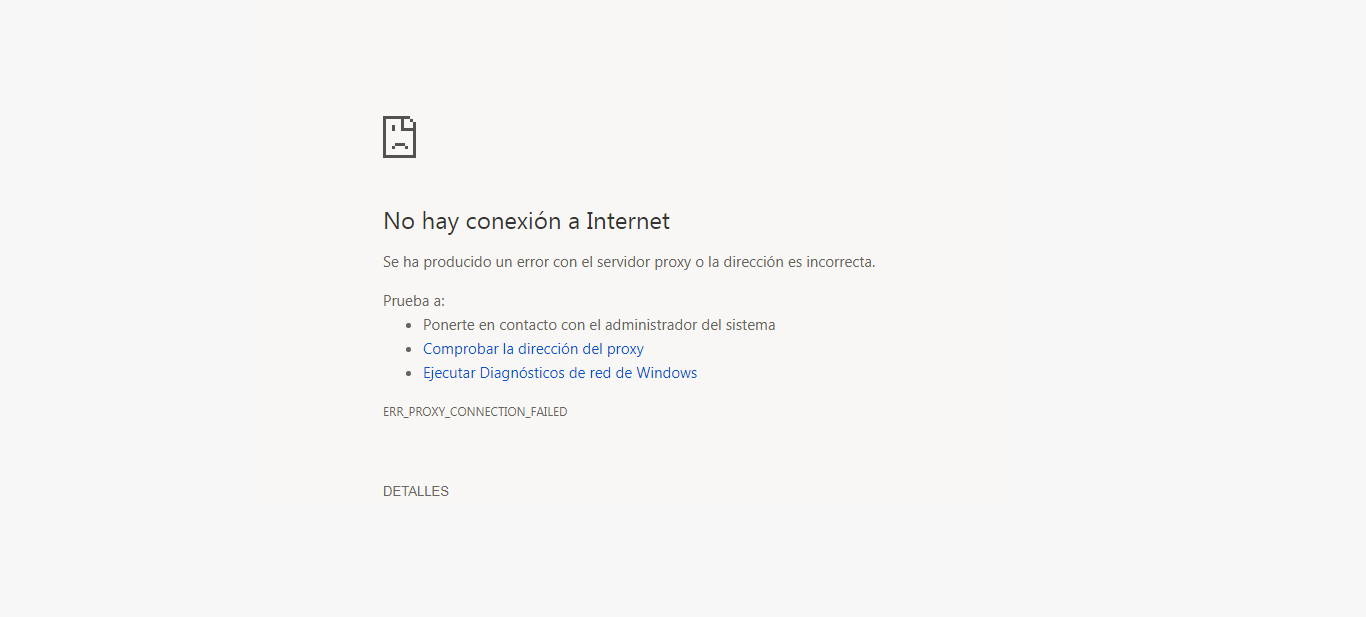 No hay conexión a Internet
Se ha producido un error con el servidor proxy o la dirección es incorrecta.
Prueba a:
Ponerte en contacto con el administrador del sistema
Comprobar la dirección del proxy
Ejecutar Diagnósticos de red de Windows
ERR_PROXY_CONNECTION_FAILED
DETALLES